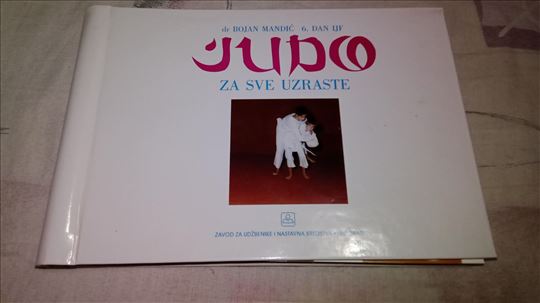 dr BOJAN MANDIĆ 6. DAN IJF
JUDO
ZA SVE UZRASTE
ZAVOD ZA UDŽBENIKE I NASTAVNA SREDSTVA